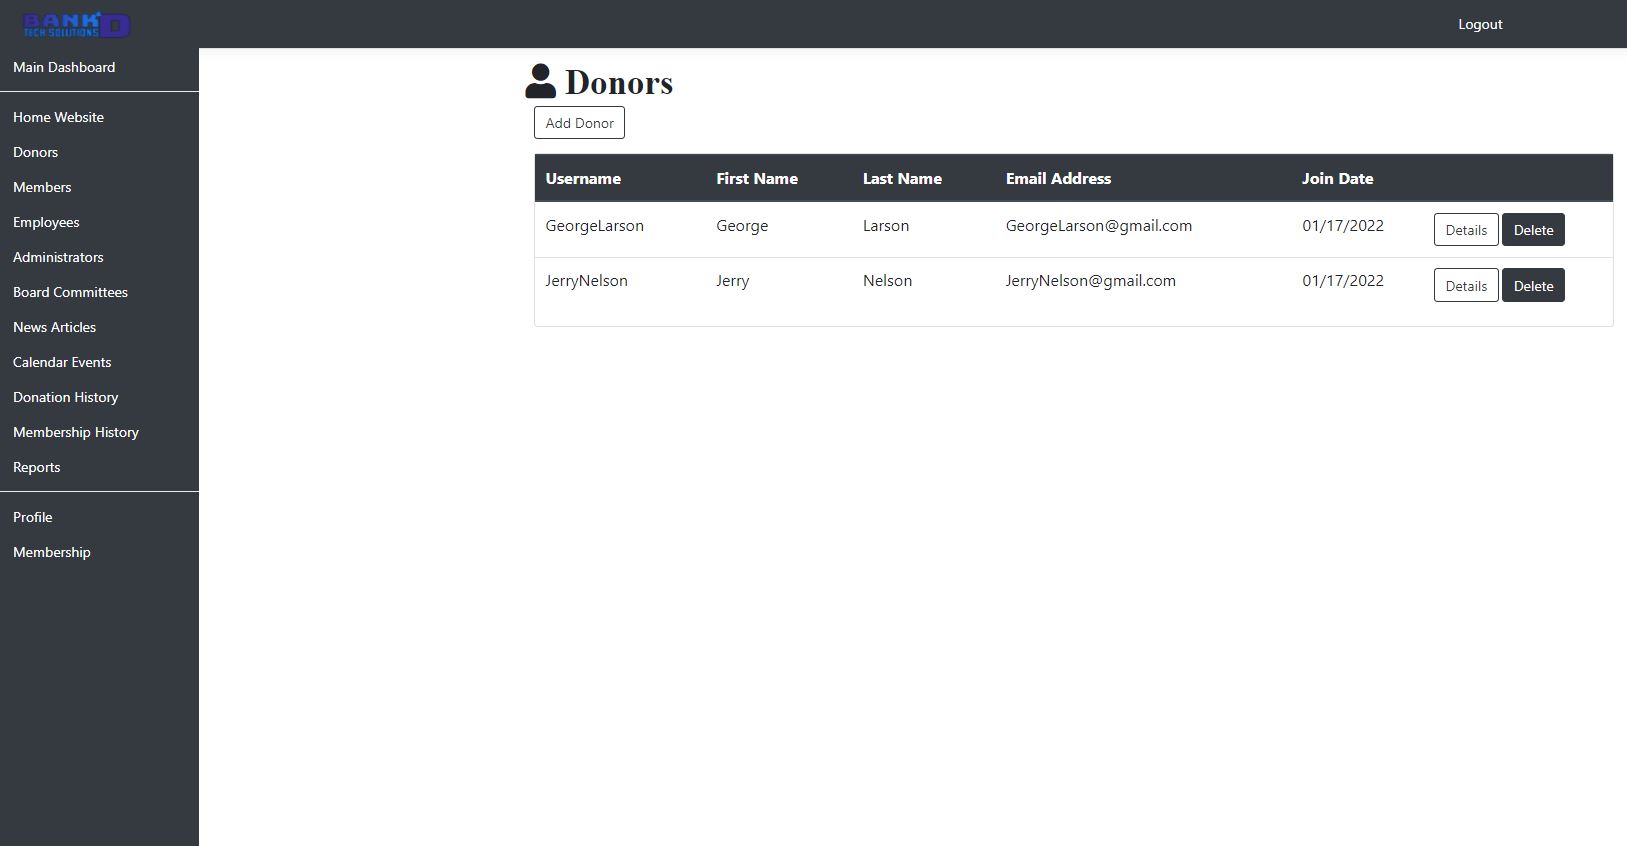 BANK'D
TECH SOLUTIONS
Logout
Main Dashboard
Home Website
Donors
Members
Employees
Administrators
Board Committees
News Articles
Calendar Events
Donation History
Membership History
Reports
Profile
Membership
Donors
Add Donor
Username First Name Last Name Email Address Join Date
GeorgeLarson George Larson GeorgeLarson@gmail.com 01/17/2022 Details Delete
JerryNelson Jerry Nelson JerryNelson@gmail.com 01/17/2022 Details Delete